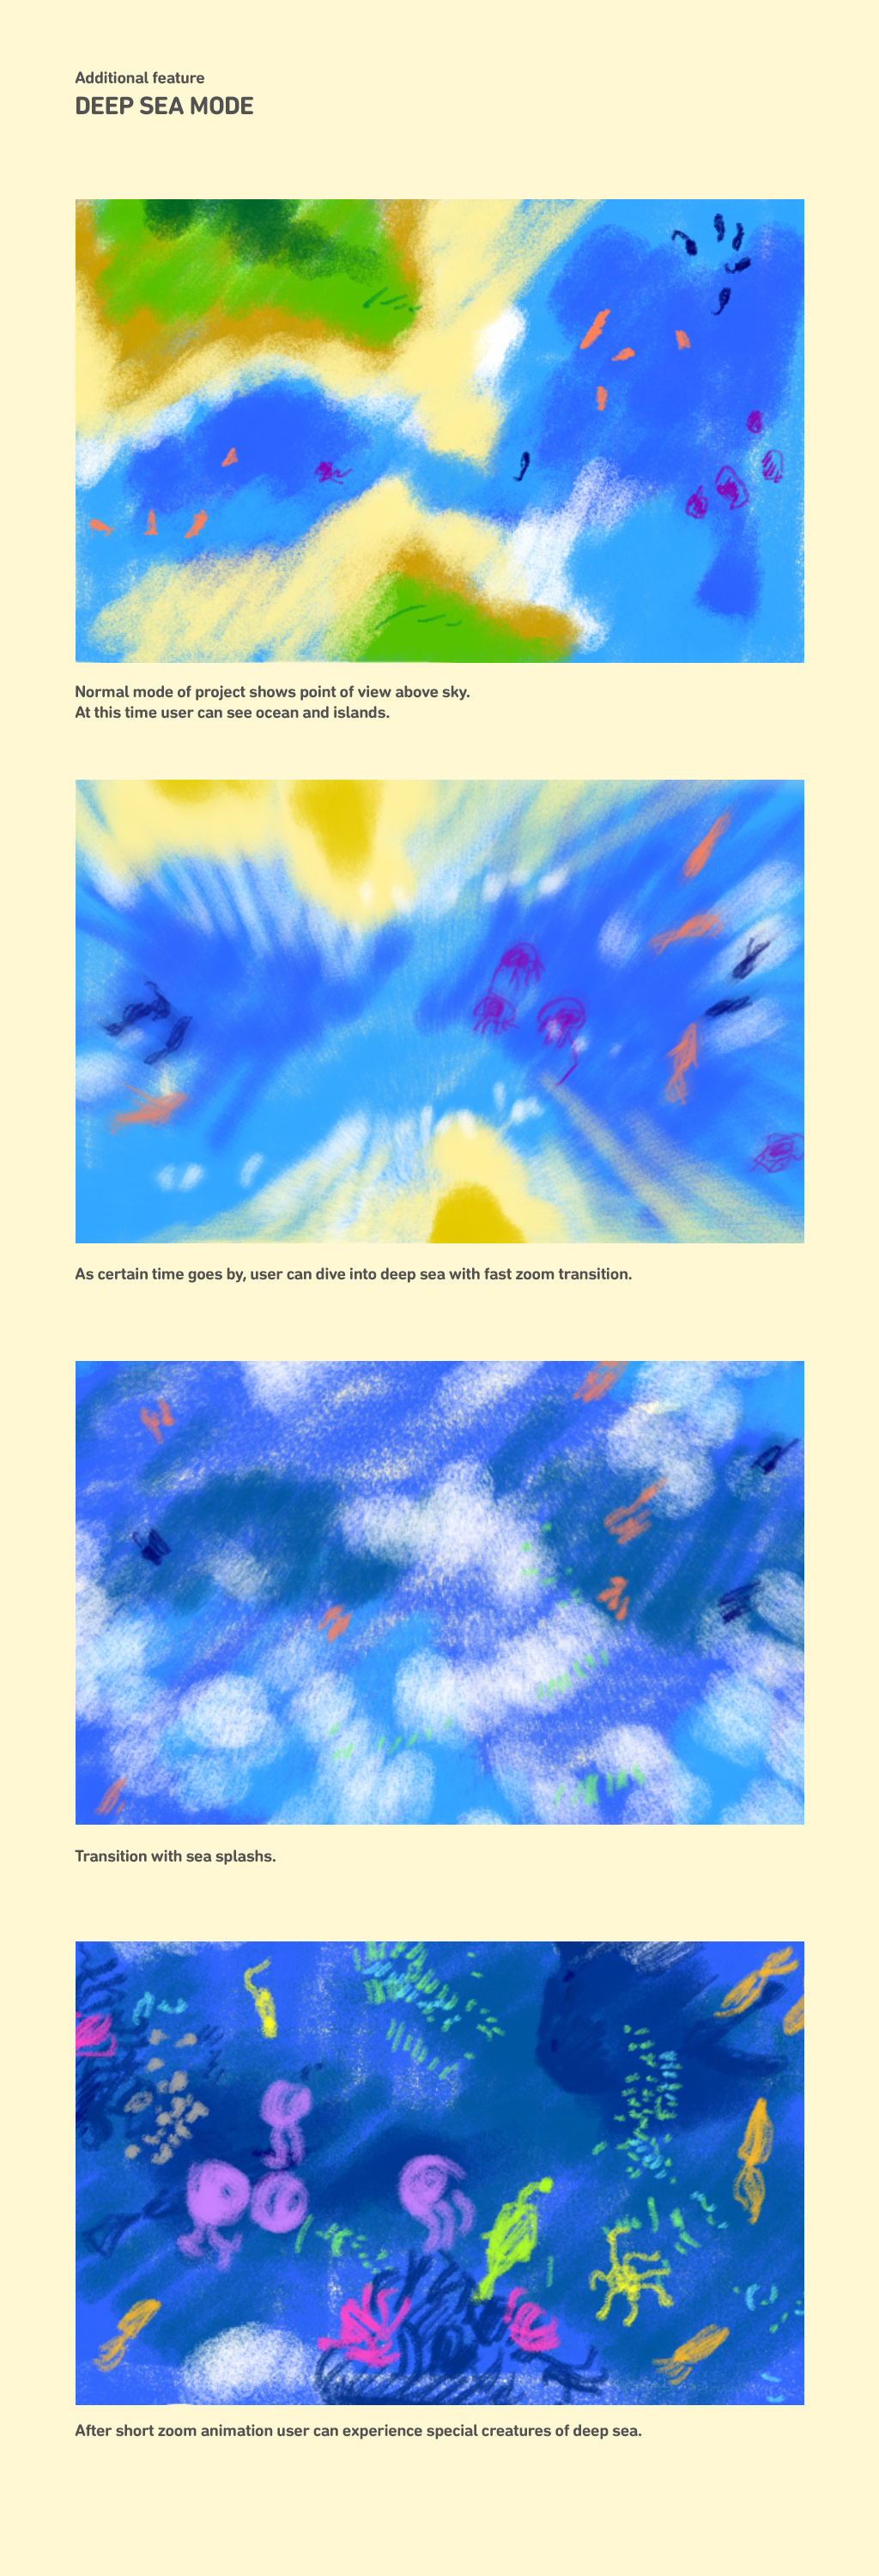 Additional feature
DEEP SEA MODE
Normal mode of project shows point of view above sky.
At this time user can see ocean and islands.
As certain time goes by, user can dive into deep sea with fast zoom transition.
Transition with sea splashs.
After short zoom animation user can experience special creatures of deep sea.